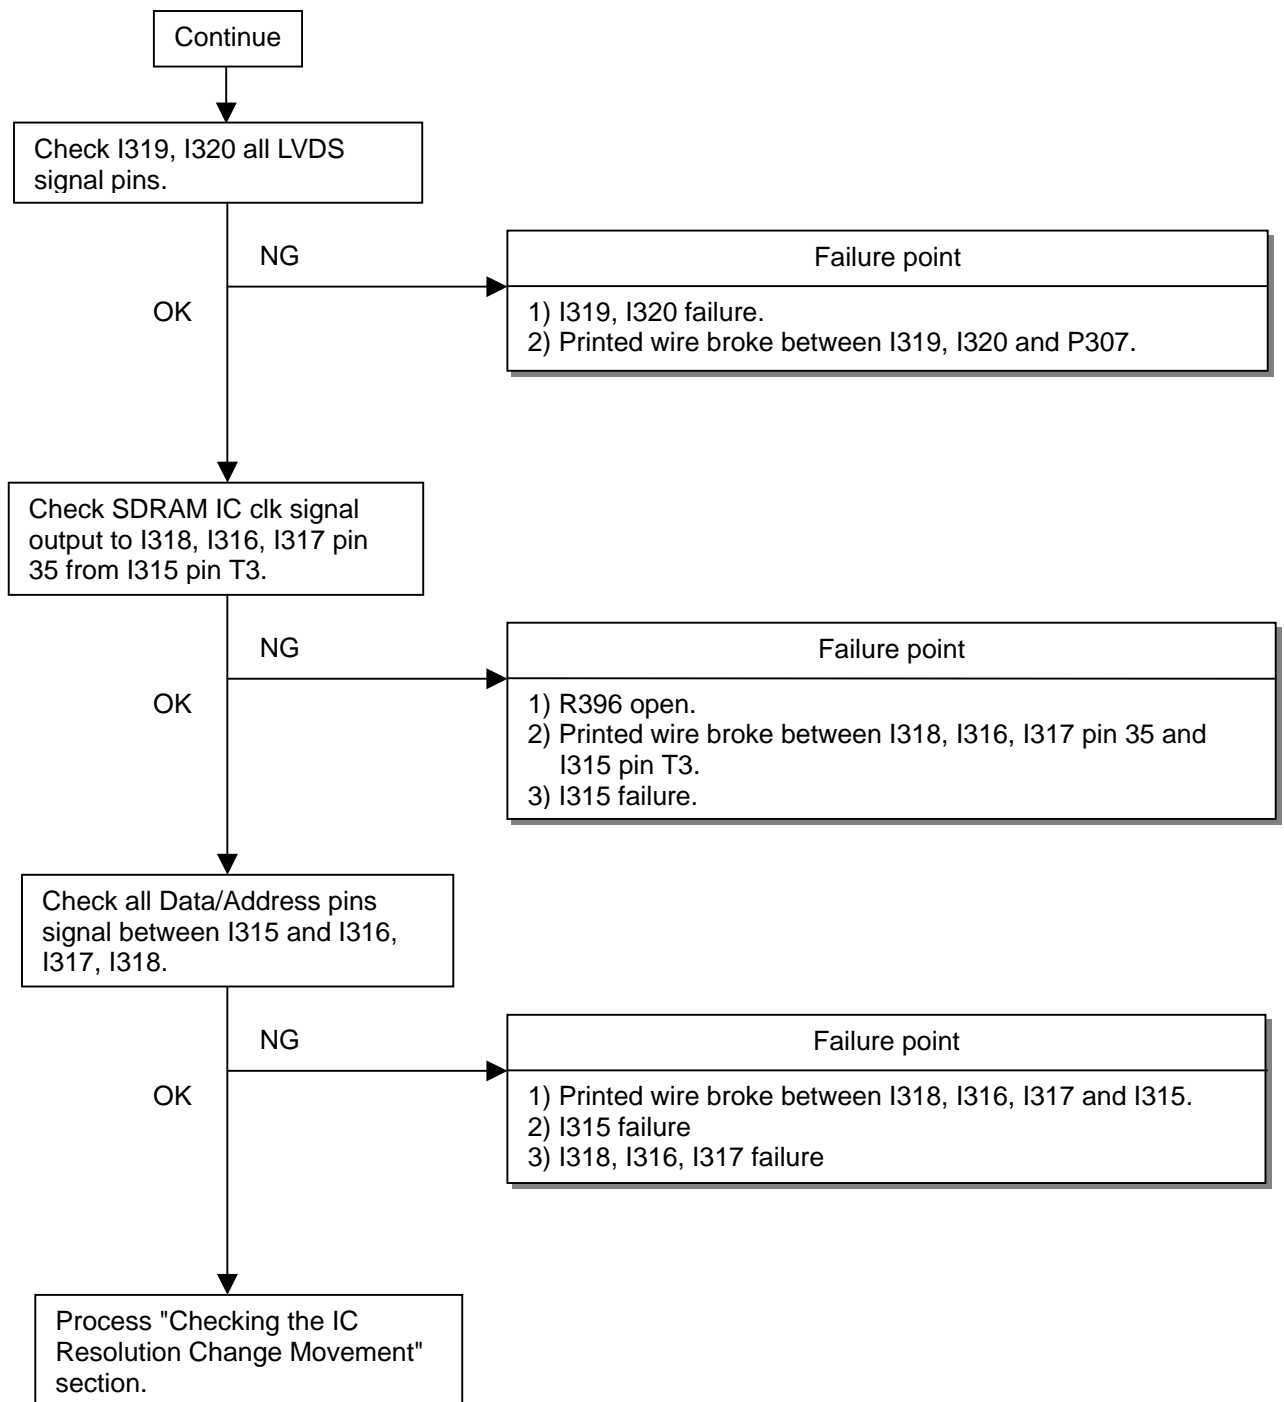 Continue
Check I319, I320 all LVDS
signal pins.
NG
OK
Failure point
1) I319, I320 failure.
2) Printed wire broke between I319, I320 and P307.
Check SDRAM IC clk signal
output to I318, I316, I317 pin
35 from I315 pin T3.
NG
OK
Failure point
1) R396 open.
2) Printed wire broke between I318, I316, I317 pin 35 and
I315 pin T3.
3) I315 failure.
Check all Data/Address pins
signal between I315 and I316,
I317, I318.
NG
OK
Failure point
1) Printed wire broke between I318, I316, I317 and I315.
2) I315 failure
3) I318, I316, I317 failure
Process "Checking the IC
Resolution Change Movement"
section.